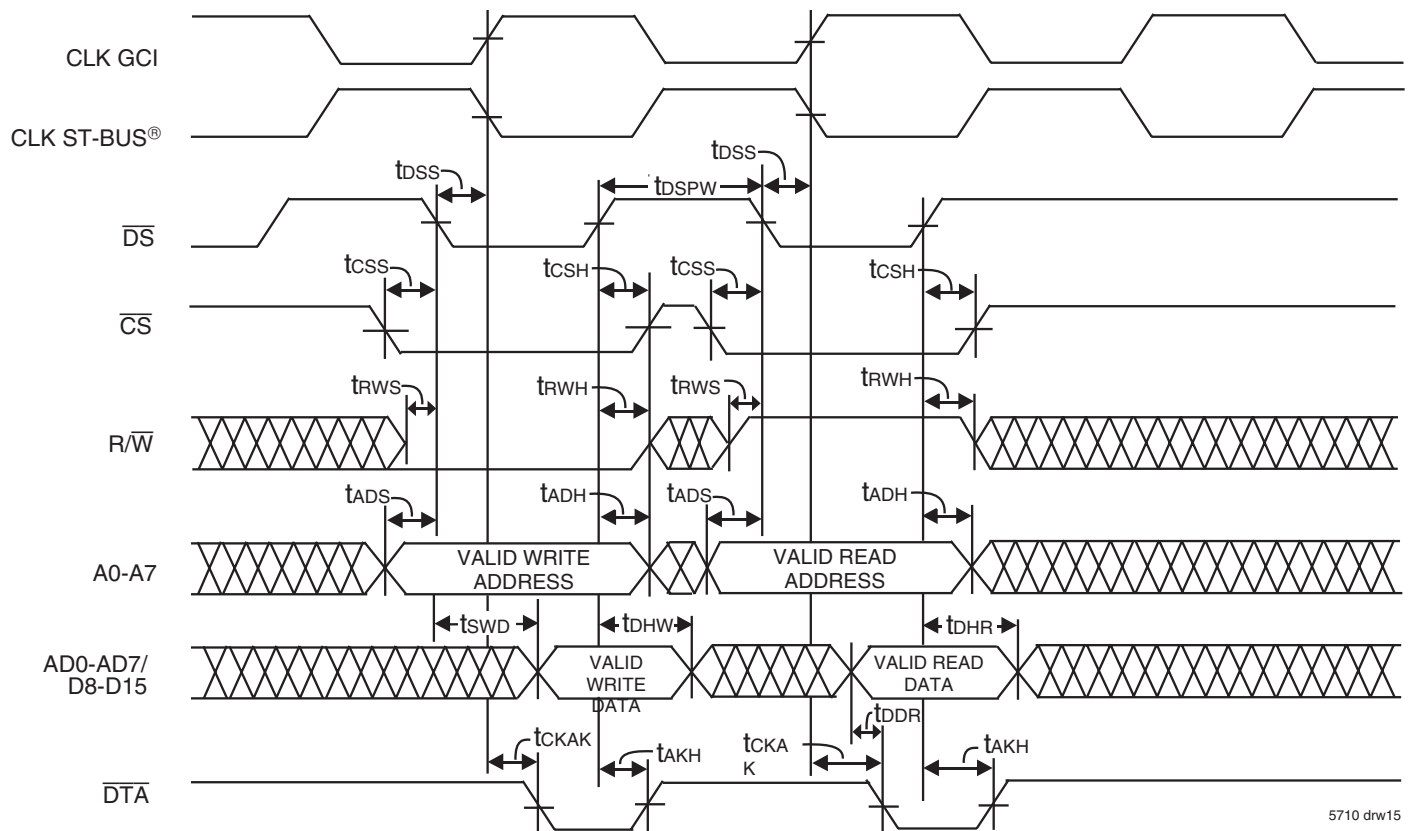 CLK GCI
CLK ST-BUS®
tDSS
tDSPW
tDSS
DS
tCSS
tCSH
tCSS
tCSH
CS
tRWS
tRWH
tRWS
tRWH
R/W
tADS
tADH
tADS
tADH
A0-A7
VALID WRITE
ADDRESS
VALID READ
ADDRESS
tSWD
tDHW
tDHR
AD0-AD7/
D8-D15
VALID
WRITE
DATA
VALID READ
DATA
tDDR
tCKAK
tAKH
tCKA
K
tAKH
DTA
5710 drw15